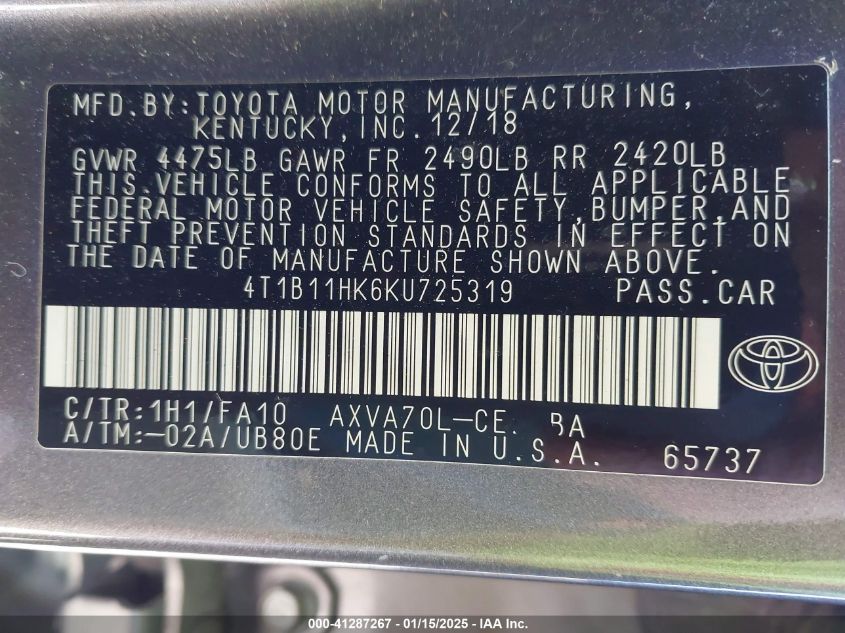 MFD. BY: TOYOTA MOTOR MANUFACTURING,
KENTUCKY, INC. 12/18
GVWR 4475LB GAWR FR 2490LB RR 2420LB
THIS VEHICLE CONFORMS TO ALL APPLICABLE
FEDERAL MOTOR VEHICLE SAFETY, BUMPER, AND
THEFT PREVENTION STANDARDS IN EFFECT ON
THE DATE OF MANUFACTURE SHOWN ABOVE.
4T1B11HK6KU725319 PASS. CAR
C/TR: 1H1/FA10 AXVA70L-CE. BA
A/TM:-02A/UB80E MADE IN U.S.A. 65737
000-41287267 - 01/15/2025 - IAA Inc.